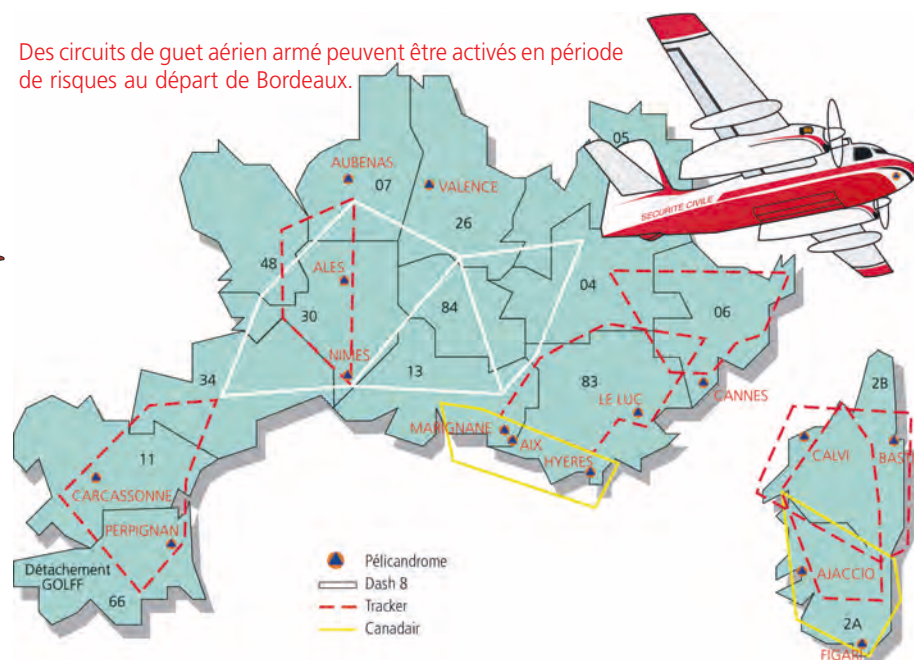 Des circuits de guet aérien armé peuvent être activés en période
de risques au départ de Bordeaux.
05
AUBENAS
07
VALENCE
26
SECURITE CIVILE
48
ALES
04
30
84
06
NIMES
13
34
83
CANNES
LE LUC
2B
MARIGNANE
AIX
HYERES
11
CARCASSONNE
CALVI
BAST
PERPIGNAN
Détachement
GOLFF
66
Pélicandrome
Dash 8
Tracker
Canadair
AJACCIO
2A
FIGARI